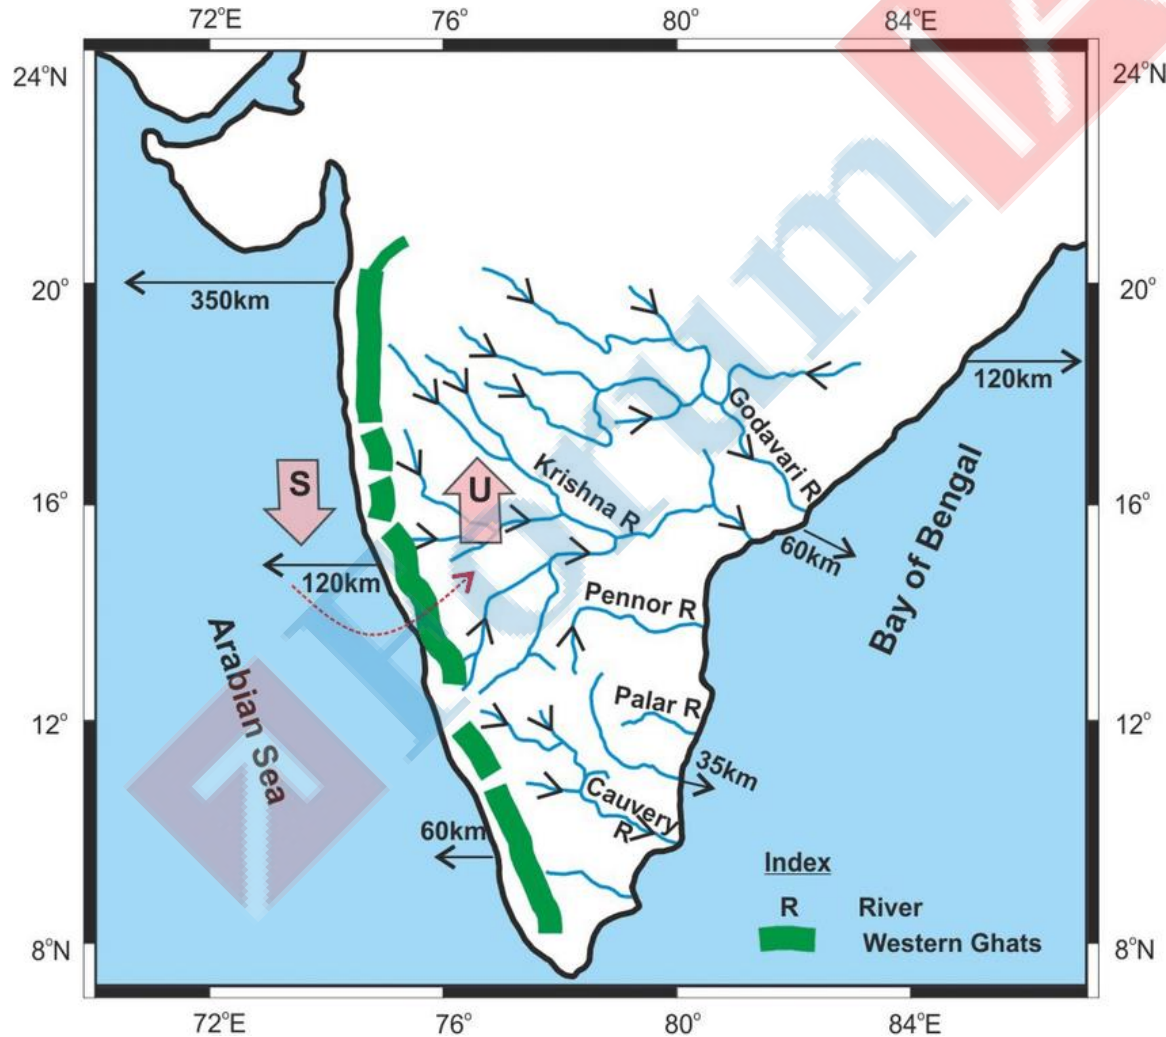 72°E 76° 80° 84°E
24°N 24°N
20° 20°
350km
120km
Godavari R
Krishna R
S
U
16° 16°
60km
120km
Bay of Bengal
Pennor R
Arabian Sea
Palar R
12° 12°
35km
Cauvery
R
60km
Index
R River
Western Ghats
8°N 8°N
72°E 76° 80° 84°E
Forum IA